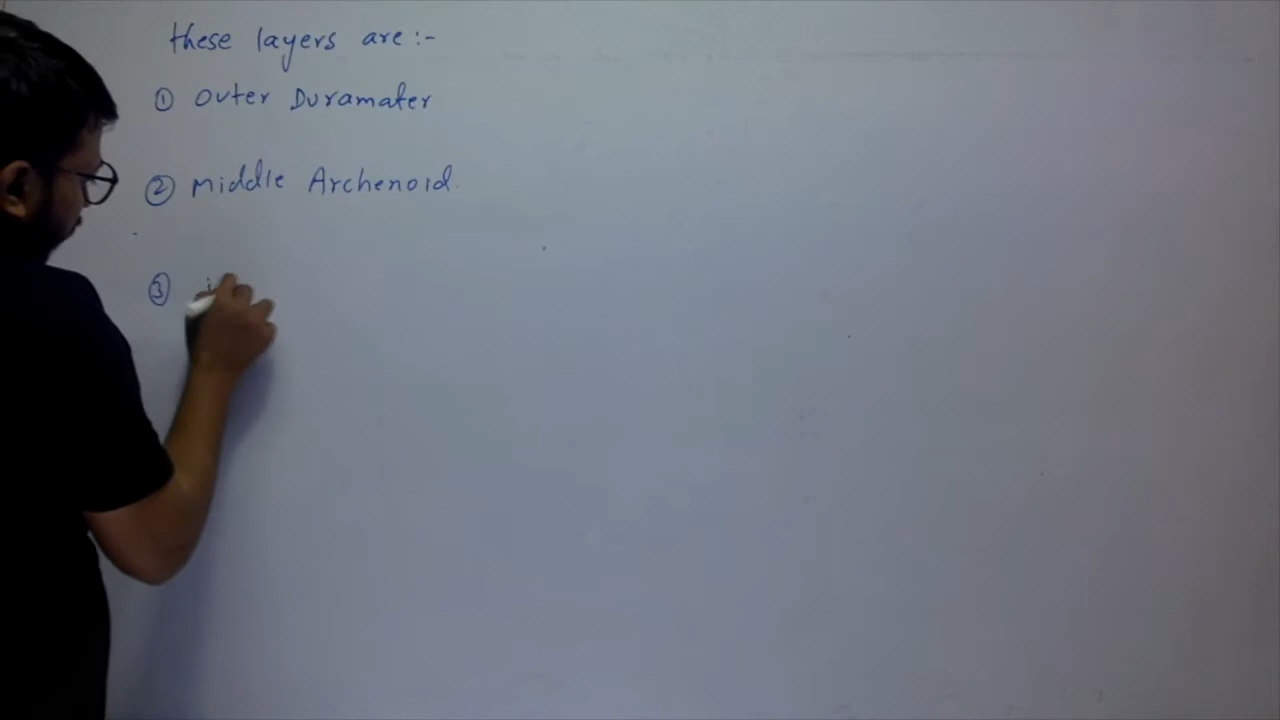 these layers are :-
① outer Duramater
② Middle Archenoid.
③ i